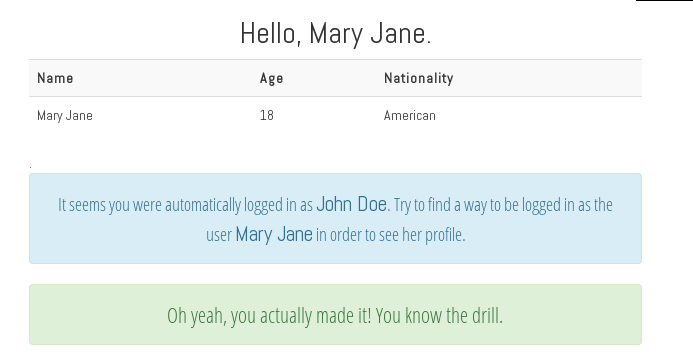 Hello, Mary Jane.
Name Age Nationality
Mary Jane 18 American
.
It seems you were automatically logged in as John Doe. Try to find a way to be logged in as the
user Mary Jane in order to see her profile.
Oh yeah, you actually made it! You know the drill.